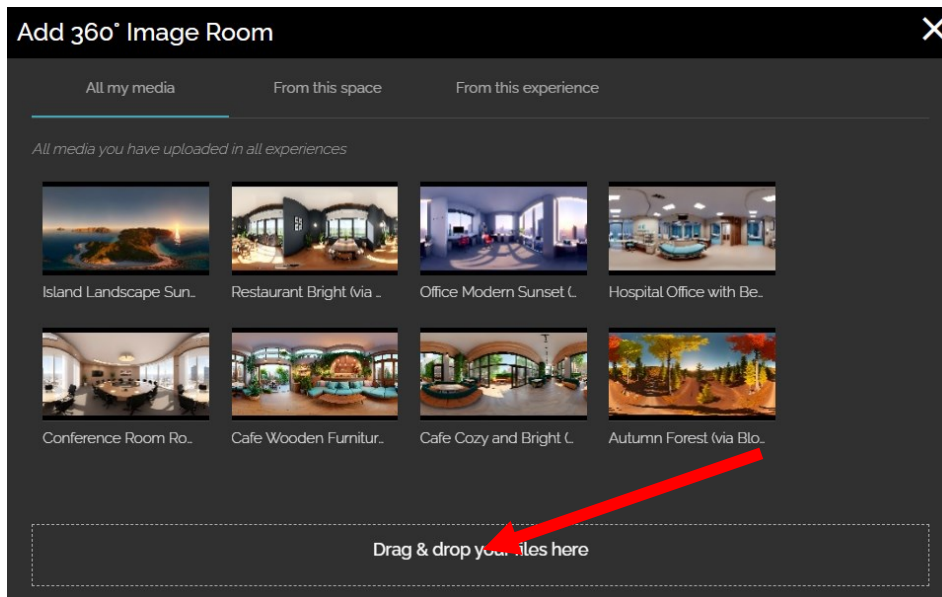 Add 360° Image Room
All my media From this space From this experience
All media you have uploaded in all experiences
Island Landscape Sun... Restaurant Bright (via ... Office Modern Sunset (... Hospital Office with Be...
Conference Room Ro... Cafe Wooden Furnitur... Cafe Cozy and Bright (... Autumn Forest (via Blo...
Drag & drop your files here